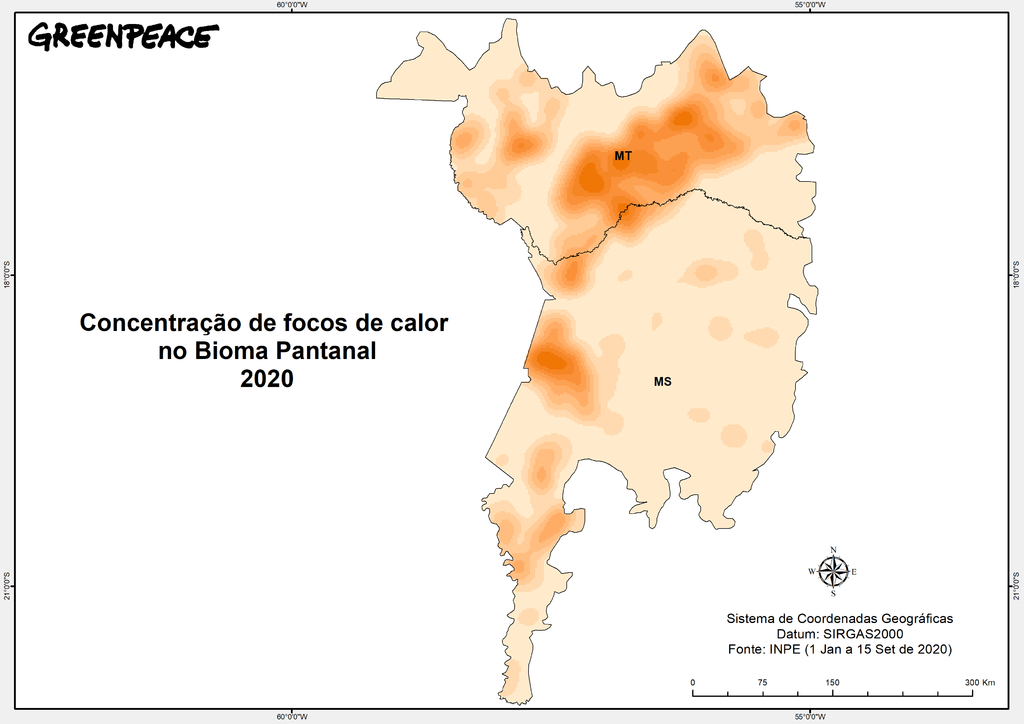 60°0'0"W
55°0'0"W
GREENPEACE
MT
18°0'0"S
18°0'0"S
Concentração de focos de calor
no Bioma Pantanal
2020
MS
N
W
E
S
21°0'0"S
21°0'0"S
Sistema de Coordenadas Geográficas
Datum: SIRGAS2000
Fonte: INPE (1 Jan a 15 Set de 2020)
0 75 150 300 Km
60°0'0"W
55°0'0"W